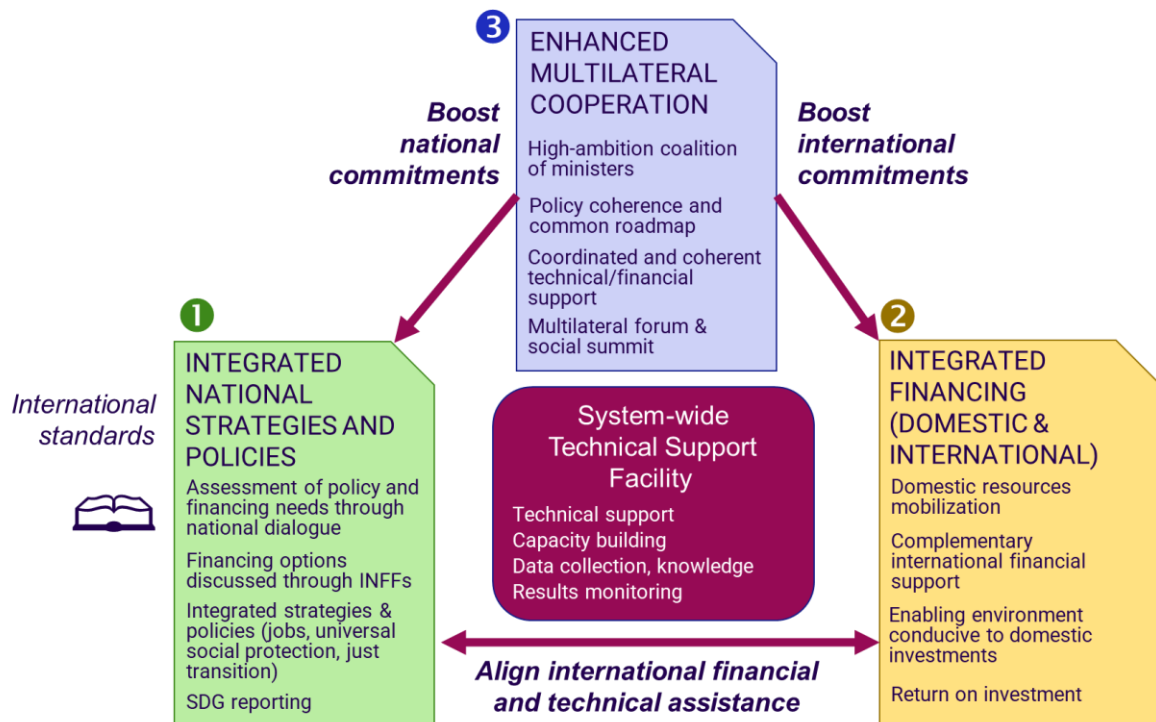 3
ENHANCED
MULTILATERAL
COOPERATION
High-ambition coalition
of ministers
Policy coherence and
common roadmap
Coordinated and coherent
technical/financial
support
Multilateral forum &
social summit
Boost
national
commitments
Boost
international
commitments
1
INTEGRATED
NATIONAL
STRATEGIES AND
POLICIES
Assessment of policy and
financing needs through
national dialogue
Financing options
discussed through INFFs
Integrated strategies &
policies (jobs, universal
social protection, just
transition)
SDG reporting
International
standards
System-wide
Technical Support
Facility
Technical support
Capacity building
Data collection, knowledge
Results monitoring
2
INTEGRATED
FINANCING
(DOMESTIC &
INTERNATIONAL)
Domestic resources
mobilization
Complementary
international financial
support
Enabling environment
conducive to domestic
investments
Return on investment
Align international financial
and technical assistance